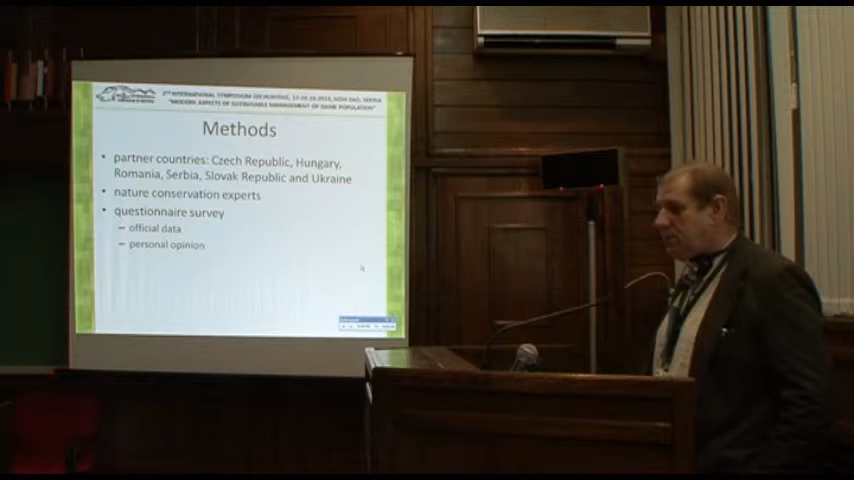 2ND INTERNATIONAL SYMPOSIUM ON HUNTING, 17-20.10.2013, NOVI SAD, SERBIA
"MODERN ASPECTS OF SUSTAINABLE MANAGEMENT OF GAME POPULATION"
Methods
• partner countries: Czech Republic, Hungary,
Romania, Serbia, Slovak Republic and Ukraine
• nature conservation experts
• questionnaire survey
– official data
– personal opinion